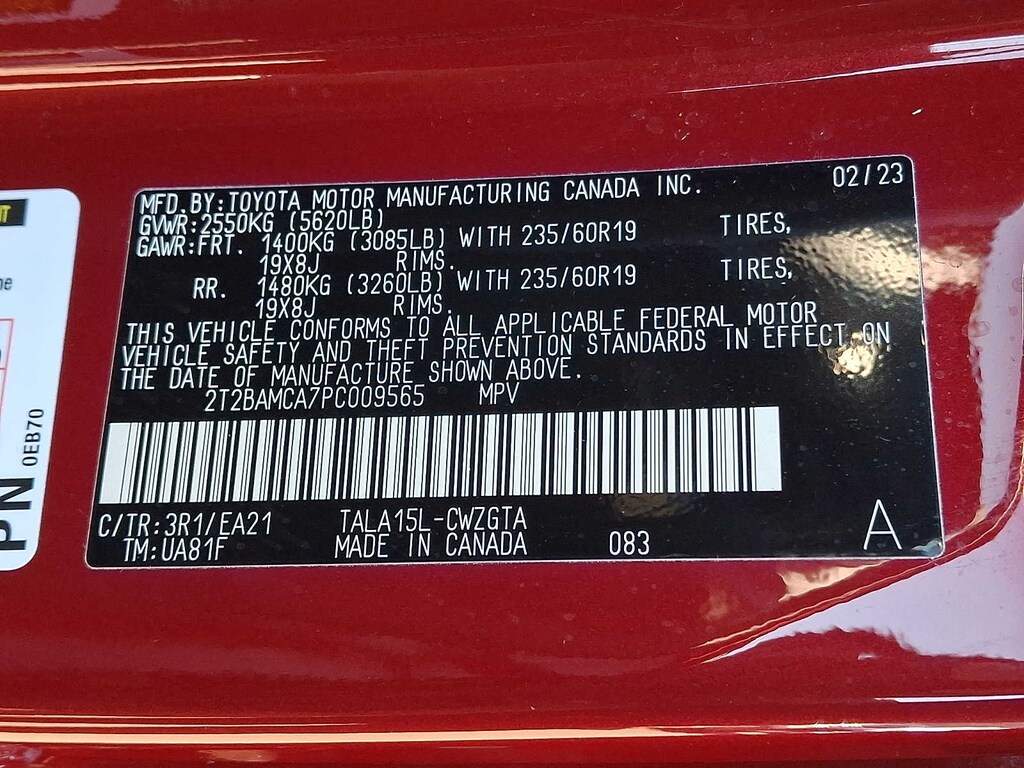 MFD.BY:TOYOTA MOTOR MANUFACTURING CANADA INC. 02/23
GVWR:2550KG (5620LB)
GAWR:FRT. 1400KG (3085LB) WITH 235/60R19 TIRES,
19X8J RIMS.
RR. 1480KG (3260LB) WITH 235/60R19 TIRES,
19X8J RIMS.
THIS VEHICLE CONFORMS TO ALL APPLICABLE FEDERAL MOTOR
VEHICLE SAFETY AND THEFT PREVENTION STANDARDS IN EFFECT ON
THE DATE OF MANUFACTURE SHOWN ABOVE.
2T2BAMCA7PC009565 MPV
C/TR:3R1/EA21 TALA15L-CWZGTA A
TM:UA81F MADE IN CANADA 083
PN 0EB70